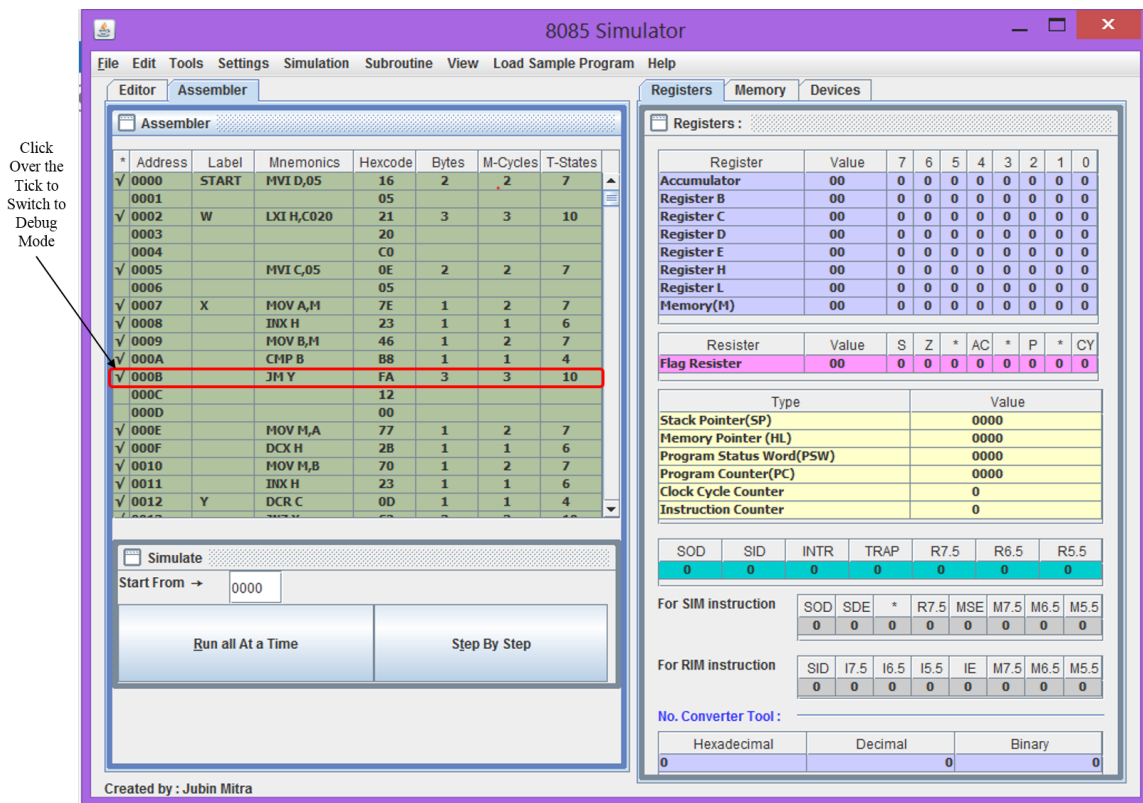 8085 Simulator
File Edit Tools Settings Simulation Subroutine View Load Sample Program Help
Editor Assembler
Assembler
* Address Label Mnemonics Hexcode Bytes M-Cycles T-States
√ 0000 START MVI D,05 16 2 2 7
0001 05
√ 0002 W LXI H,C020 21 3 3 10
0003 20
0004 C0
√ 0005 MVI C,05 0E 2 2 7
0006 05
√ 0007 X MOV A,M 7E 1 2 7
√ 0008 INX H 23 1 1 6
√ 0009 MOV B,M 46 1 2 7
√ 000A CMP B B8 1 1 4
√ 000B JM Y FA 3 3 10
000C 12
000D 00
√ 000E MOV M,A 77 1 2 7
√ 000F DCX H 2B 1 1 6
√ 0010 MOV M,B 70 1 2 7
√ 0011 INX H 23 1 1 6
√ 0012 Y DCR C 0D 1 1 4
Click
Over the
Tick to
Switch to
Debug
Mode
Simulate
Start From → 0000
Run all At a Time
Step By Step
Created by : Jubin Mitra
Registers Memory Devices
Registers :
Register Value 7 6 5 4 3 2 1 0
Accumulator 00 0 0 0 0 0 0 0 0
Register B 00 0 0 0 0 0 0 0 0
Register C 00 0 0 0 0 0 0 0 0
Register D 00 0 0 0 0 0 0 0 0
Register E 00 0 0 0 0 0 0 0 0
Register H 00 0 0 0 0 0 0 0 0
Register L 00 0 0 0 0 0 0 0 0
Memory(M) 00 0 0 0 0 0 0 0 0
Resister Value S Z * AC * P * CY
Flag Resister 00 0 0 0 0 0 0 0 0
Type Value
Stack Pointer(SP) 0000
Memory Pointer (HL) 0000
Program Status Word(PSW) 0000
Program Counter(PC) 0000
Clock Cycle Counter 0
Instruction Counter 0
SOD SID INTR TRAP R7.5 R6.5 R5.5
0 0 0 0 0 0 0
For SIM instruction
SOD SDE * R7.5 MSE M7.5 M6.5 M5.5
0 0 0 0 0 0 0 0
For RIM instruction
SID I7.5 I6.5 I5.5 IE M7.5 M6.5 M5.5
0 0 0 0 0 0 0 0
No. Converter Tool :
Hexadecimal Decimal Binary
0 0 0